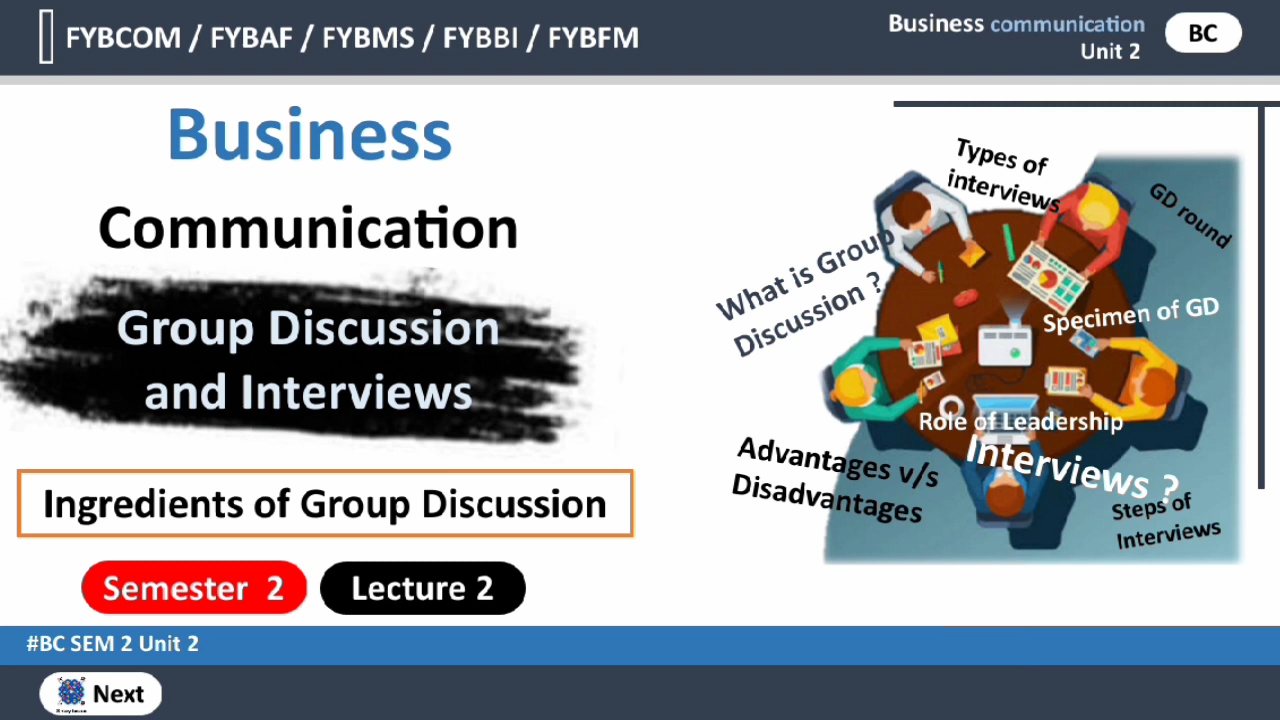 FYBCOM / FYBAF / FYBMS / FYBBI / FYBFM
Business communication
Unit 2
BC
Business
Communication
Group Discussion
and Interviews
Ingredients of Group Discussion
Semester 2
Lecture 2
Types of
interviews
GD round
What is Group
Discussion ?
Specimen of GD
Role of Leadership
Interviews ?
Advantages v/s
Disadvantages
Steps of
Interviews
#BC SEM 2 Unit 2
Next